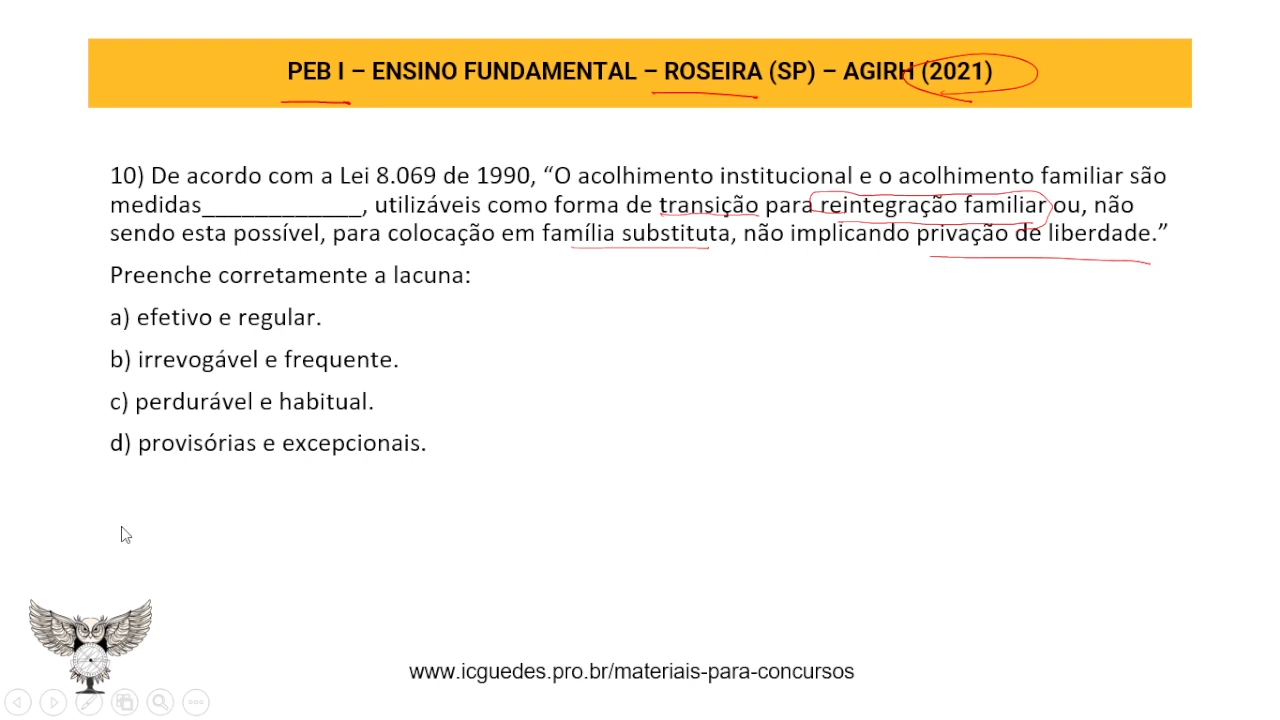 PEB I – ENSINO FUNDAMENTAL – ROSEIRA (SP) – AGIRH (2021)
10) De acordo com a Lei 8.069 de 1990, “O acolhimento institucional e o acolhimento familiar são
medidas____________, utilizáveis como forma de transição para reintegração familiar ou, não
sendo esta possível, para colocação em família substituta, não implicando privação de liberdade.”
Preenche corretamente a lacuna:
a) efetivo e regular.
b) irrevogável e frequente.
c) perdurável e habitual.
d) provisórias e excepcionais.
www.icguedes.pro.br/materiais-para-concursos